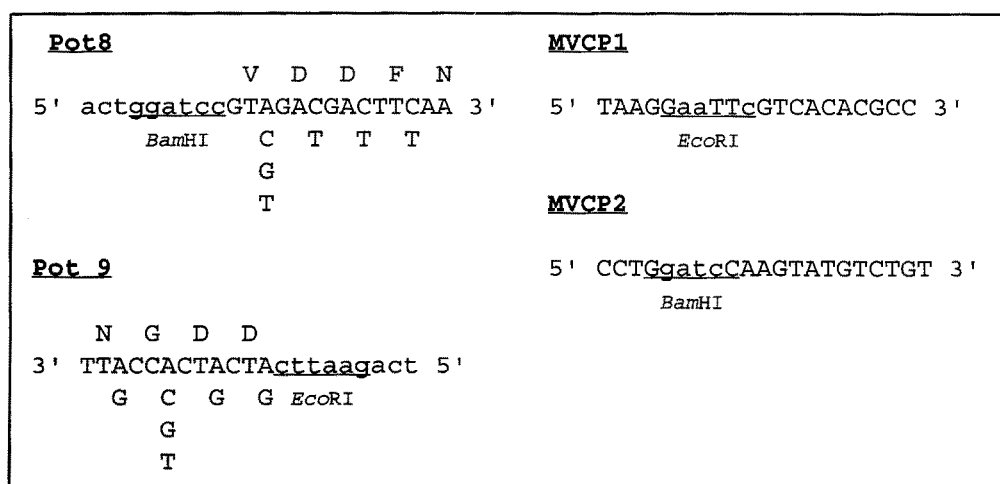 Pot8
V D D F N
5' actggatccGTAGACGACTTCAA 3'
BamHI C T T T
G
T
Pot 9
N G D D
3' TTACCACTACTActtaagact 5'
G C G G EcoRI
G
T
MVCP1
5' TAAGGaaTTcGTCACACGCC 3'
EcoRI
MVCP2
5' CCTGgatcCAAGTATGTCTGT 3'
BamHI